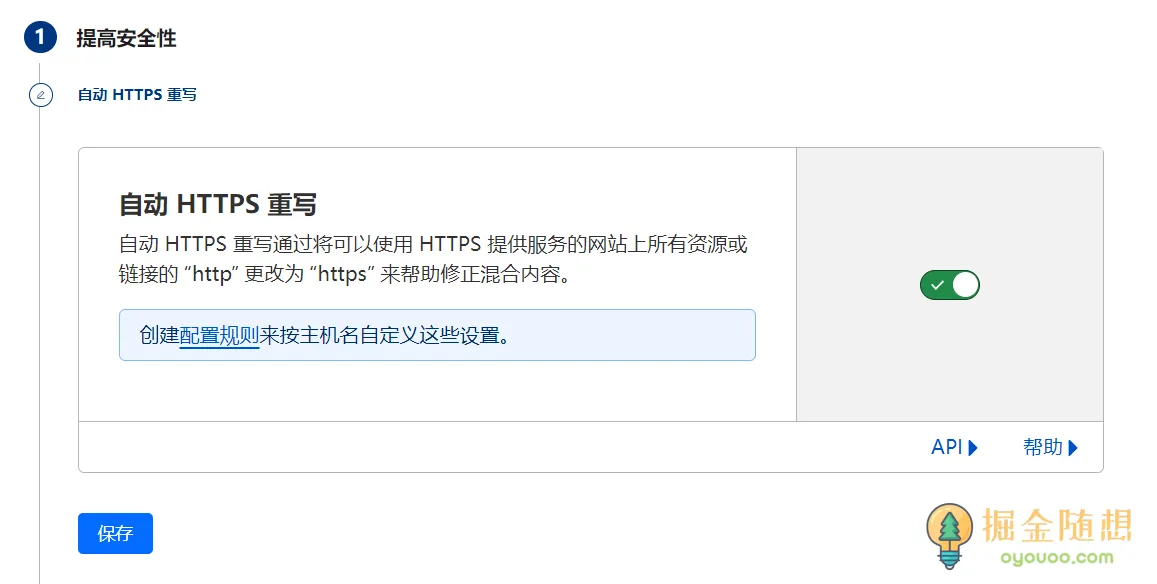 1 提高安全性
自动 HTTPS 重写
自动 HTTPS 重写
自动 HTTPS 重写通过将可以使用 HTTPS 提供服务的网站上所有资源或
链接的 “http” 更改为 “https” 来帮助修正混合内容。
创建配置规则来按主机名自定义这些设置。
API 帮助
保存
掘金随想
oyouoo.com